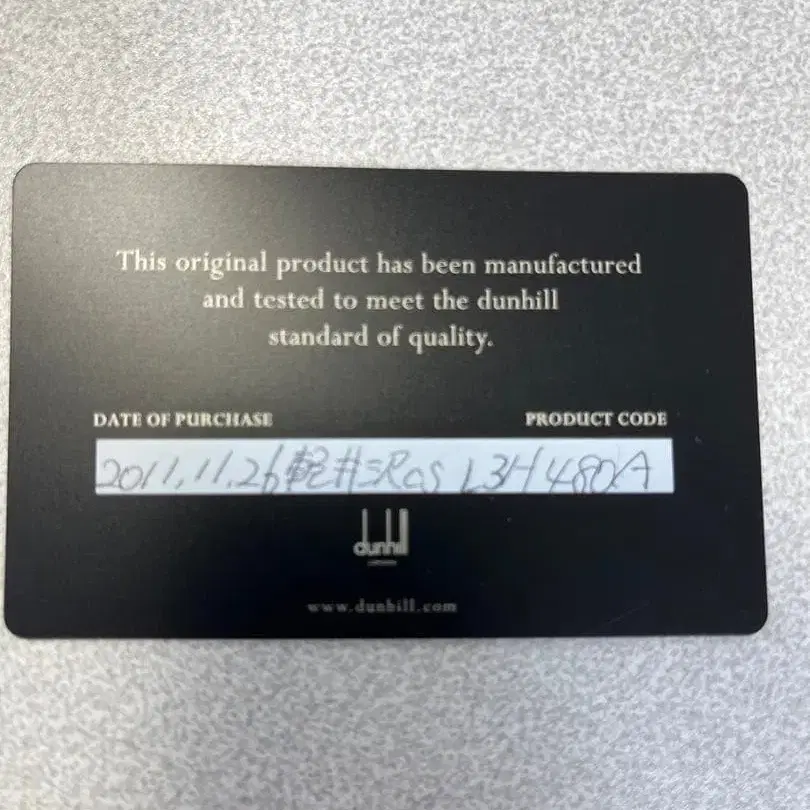 This original product has been manufactured
and tested to meet the dunhill
standard of quality.
DATE OF PURCHASE PRODUCT CODE
2011.11.26 L3H480A
dunhill
www.dunhill.com